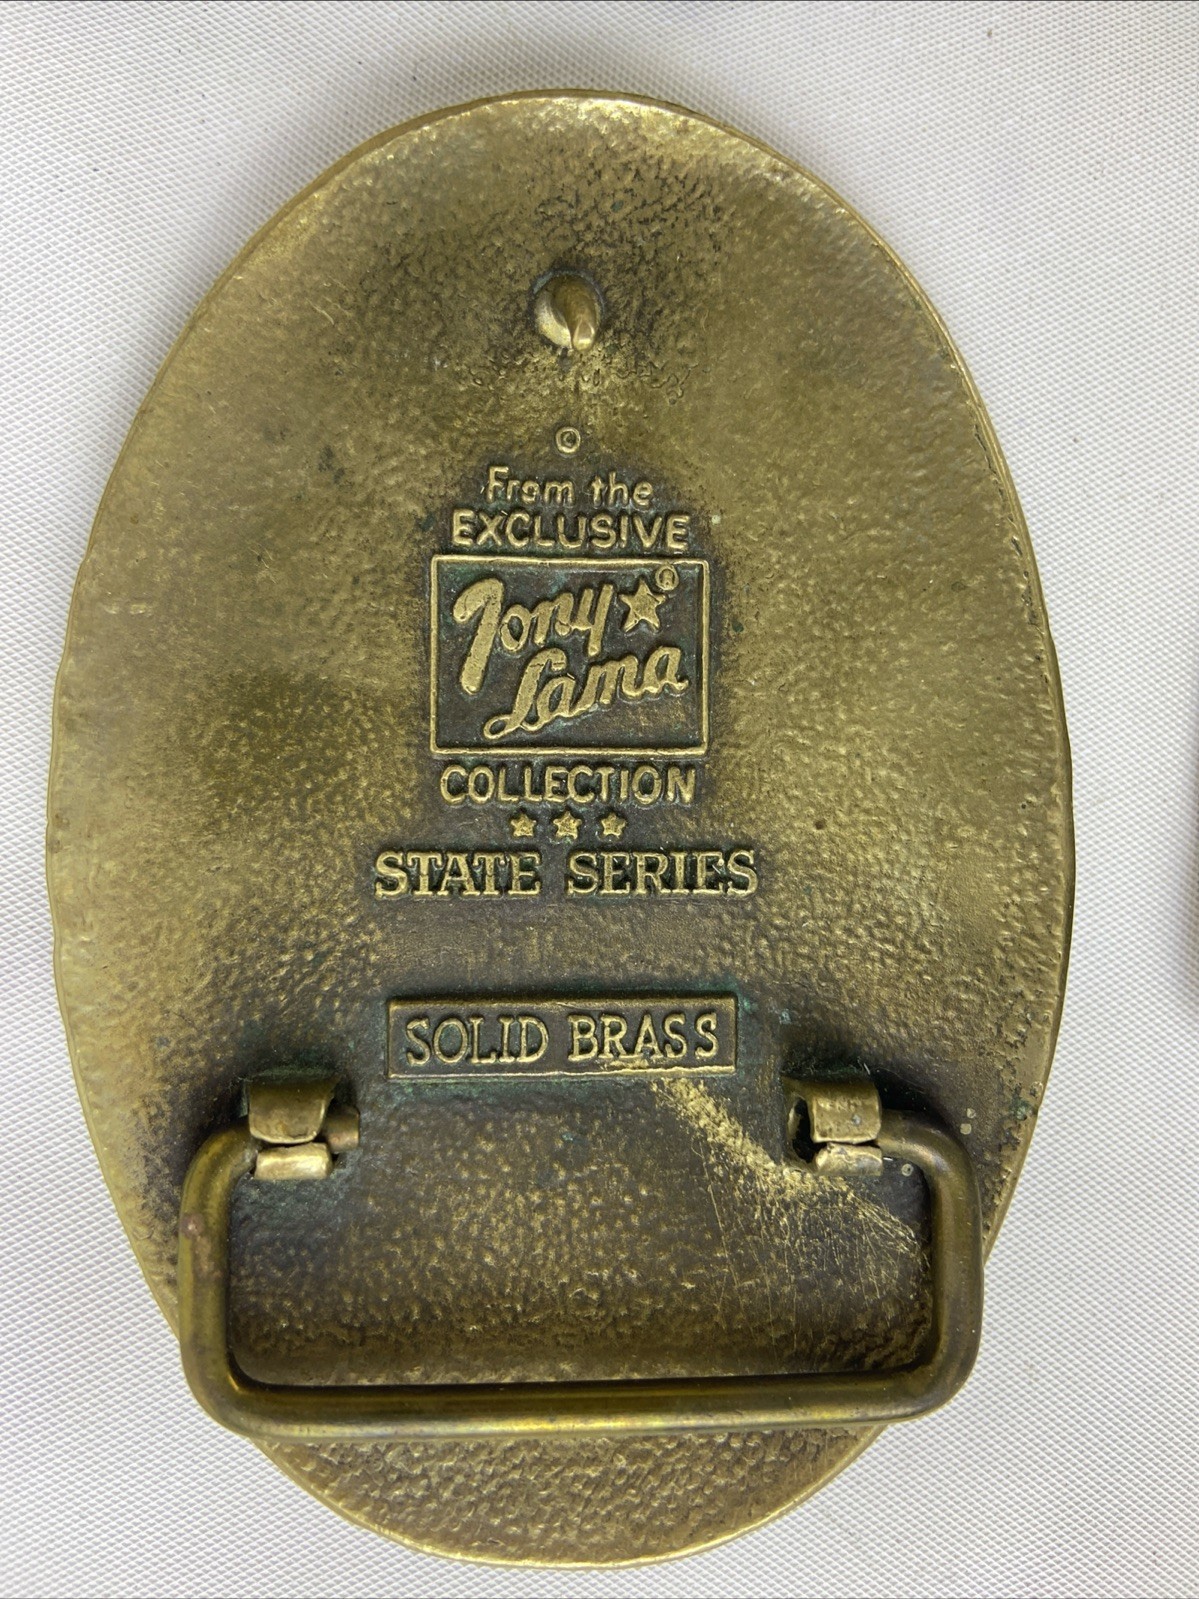 ©
From the
EXCLUSIVE
Tony ®
Lama
COLLECTION
STATE SERIES
SOLID BRASS